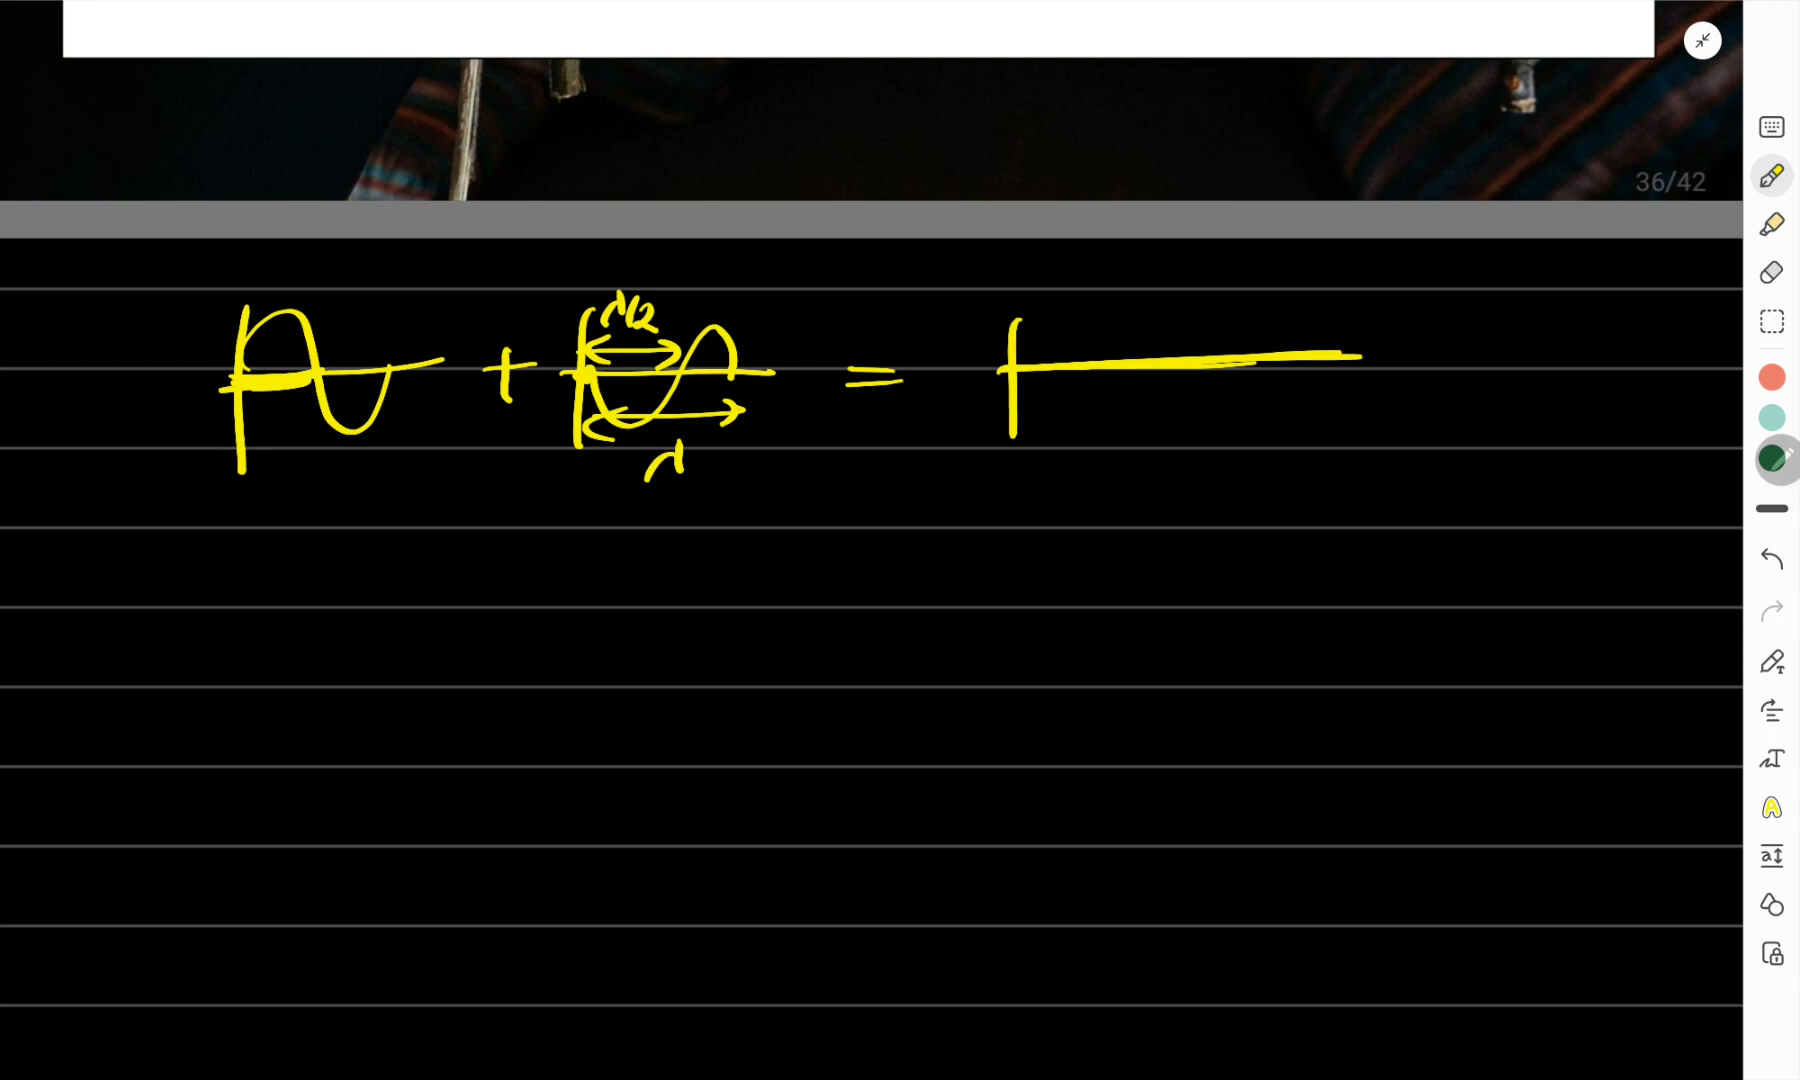 36/42
λ/2
+ =
λ